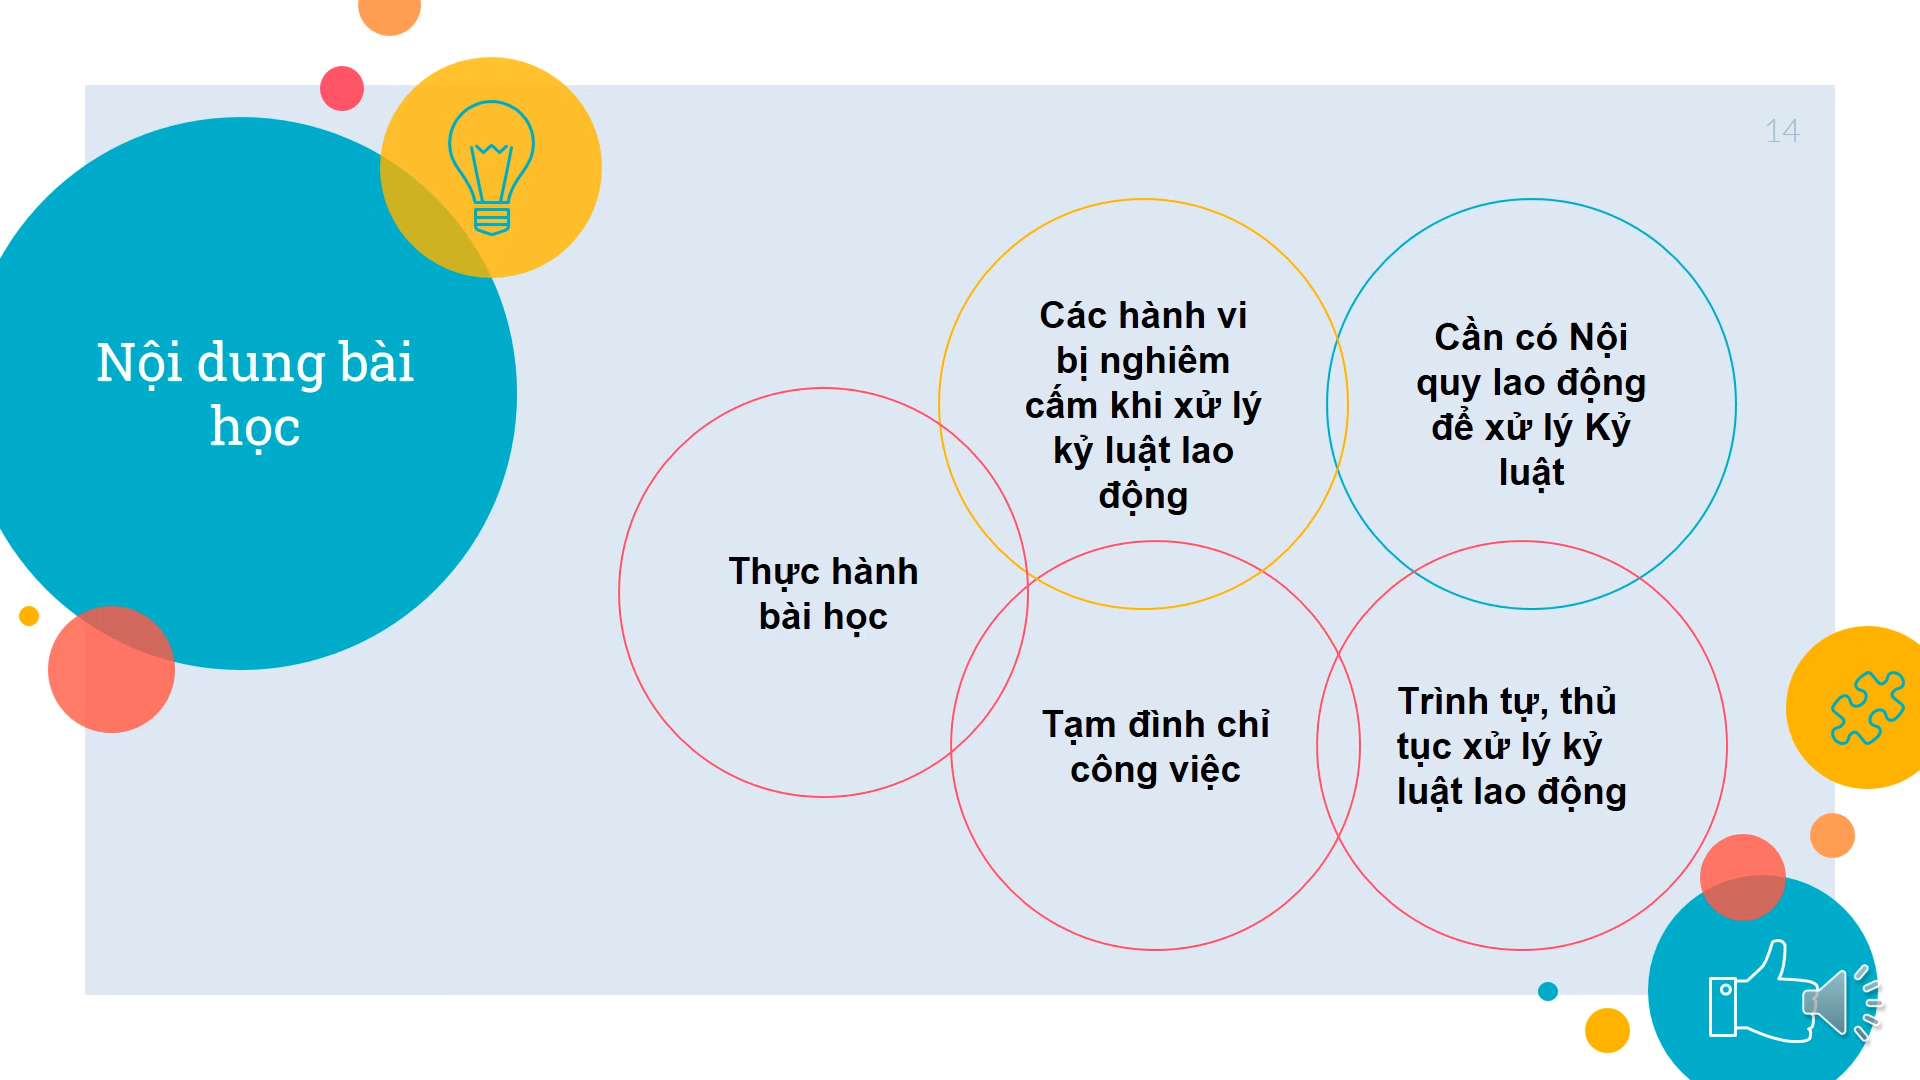 14
Nội dung bài
học
Các hành vi
bị nghiêm
cấm khi xử lý
kỷ luật lao
động
Cần có Nội
quy lao động
để xử lý Kỷ
luật
Thực hành
bài học
Tạm đình chỉ
công việc
Trình tự, thủ
tục xử lý kỷ
luật lao động